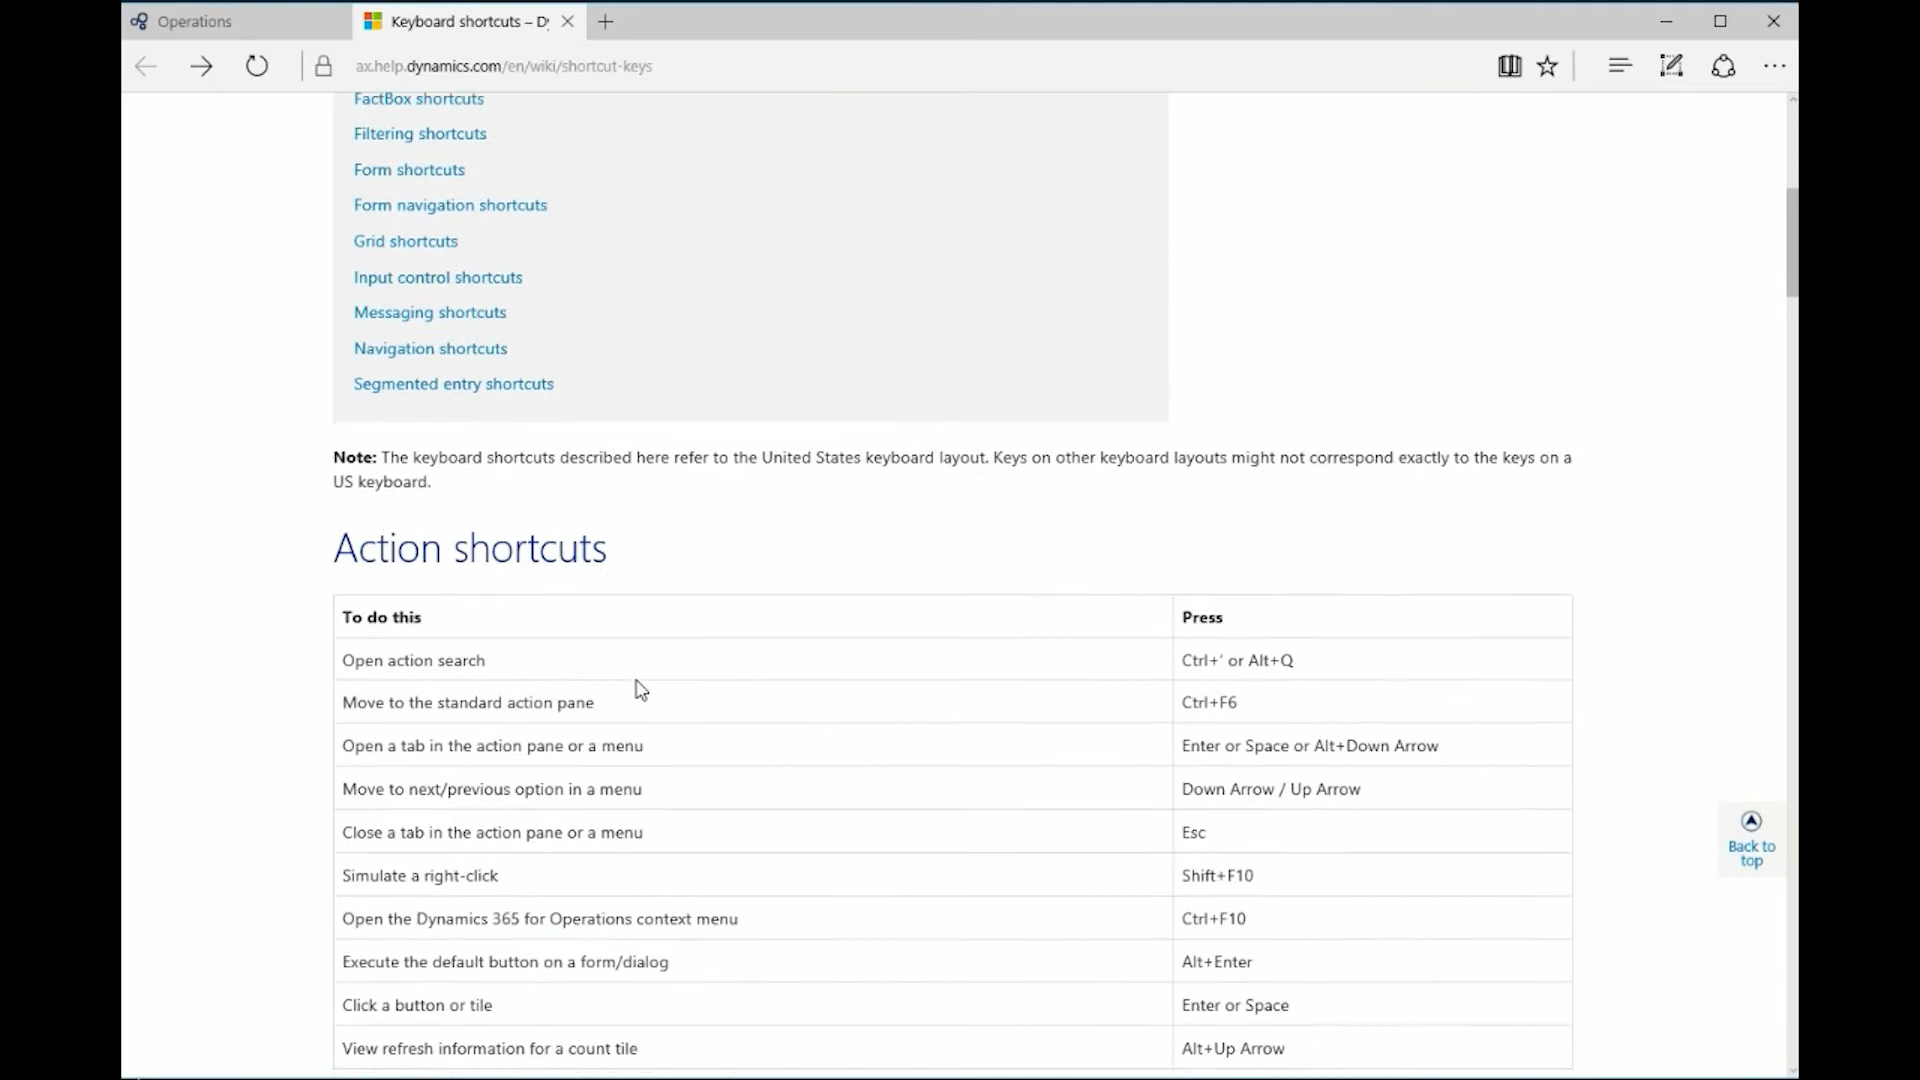 Operations
Keyboard shortcuts – Dy
ax.help.dynamics.com/en/wiki/shortcut-keys
FactBox shortcuts
Filtering shortcuts
Form shortcuts
Form navigation shortcuts
Grid shortcuts
Input control shortcuts
Messaging shortcuts
Navigation shortcuts
Segmented entry shortcuts
Note: The keyboard shortcuts described here refer to the United States keyboard layout. Keys on other keyboard layouts might not correspond exactly to the keys on a
US keyboard.
Action shortcuts
To do this Press
Open action search Ctrl+' or Alt+Q
Move to the standard action pane Ctrl+F6
Open a tab in the action pane or a menu Enter or Space or Alt+Down Arrow
Move to next/previous option in a menu Down Arrow / Up Arrow
Close a tab in the action pane or a menu Esc
Simulate a right-click Shift+F10
Open the Dynamics 365 for Operations context menu Ctrl+F10
Execute the default button on a form/dialog Alt+Enter
Click a button or tile Enter or Space
View refresh information for a count tile Alt+Up Arrow
Back to
top